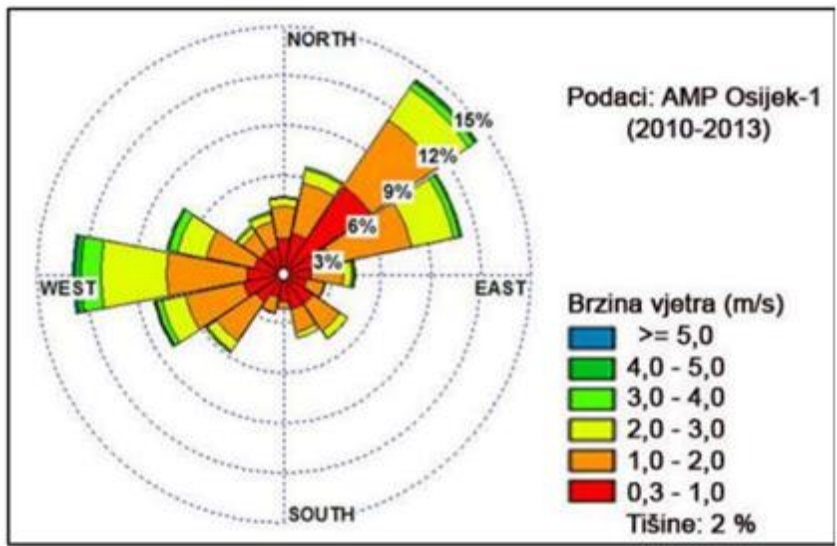 NORTH
15%
12%
9%
6%
3%
WEST
EAST
SOUTH
Podaci: AMP Osijek-1
(2010-2013)
Brzina vjetra (m/s)
>= 5,0
4,0 - 5,0
3,0 - 4,0
2,0 - 3,0
1,0 - 2,0
0,3 - 1,0
Tišine: 2 %